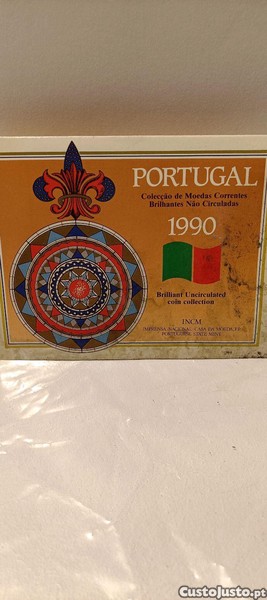 PORTUGAL
Colecção de Moedas Correntes
Brilhantes Não Circuladas
1990
Brilliant Uncirculated
coin collection
INCM
CustoJusto.pt